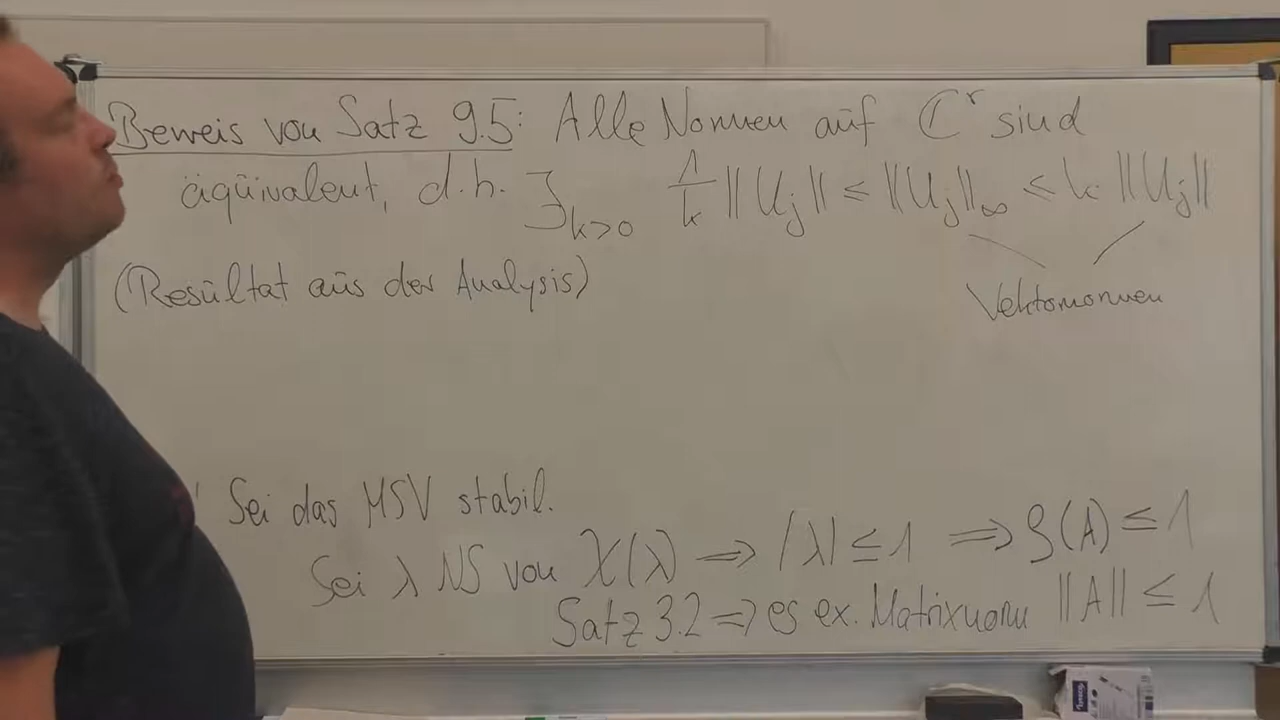 Beweis von Satz 9.5: Alle Normen auf ℂ^r sind
äquivalent, d.h. ∃_{k>0} 1/k ||U_j|| ≤ ||U_j||_∞ ≤ k ||U_j||
(Resultat aus der Analysis)
Vektornormen
Sei das MSV stabil.
Sei λ NS von χ(λ) ⟹ |λ| ≤ 1 ⟹ ρ(A) ≤ 1
Satz 3.2 ⟹ es ex. Matrixnorm ||A|| ≤ 1